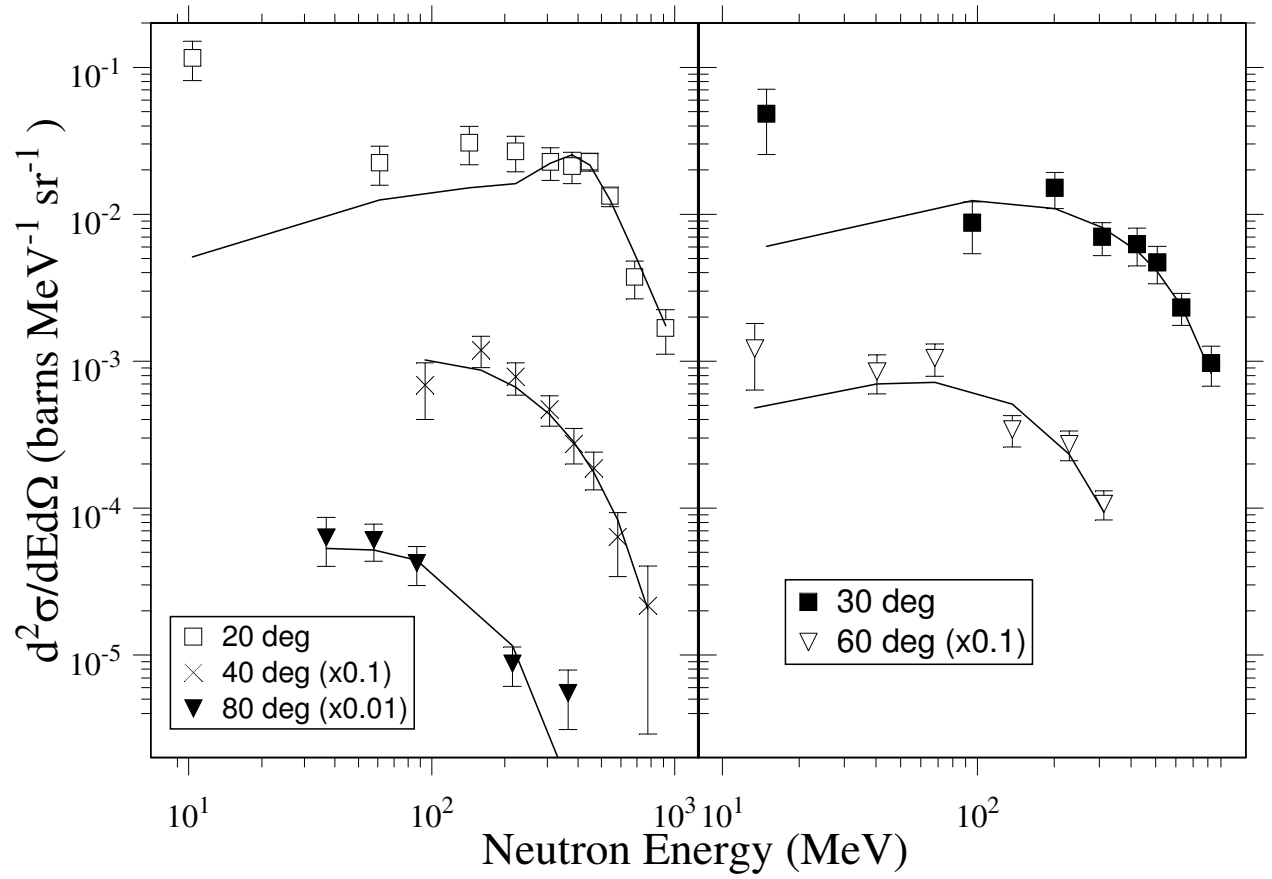 d²σ/dEdΩ (barns MeV⁻¹ sr⁻¹)
10⁻¹
10⁻²
10⁻³
10⁻⁴
10⁻⁵
20 deg
40 deg (x0.1)
80 deg (x0.01)
30 deg
60 deg (x0.1)
10¹ 10² 10³ 10¹ 10²
Neutron Energy (MeV)